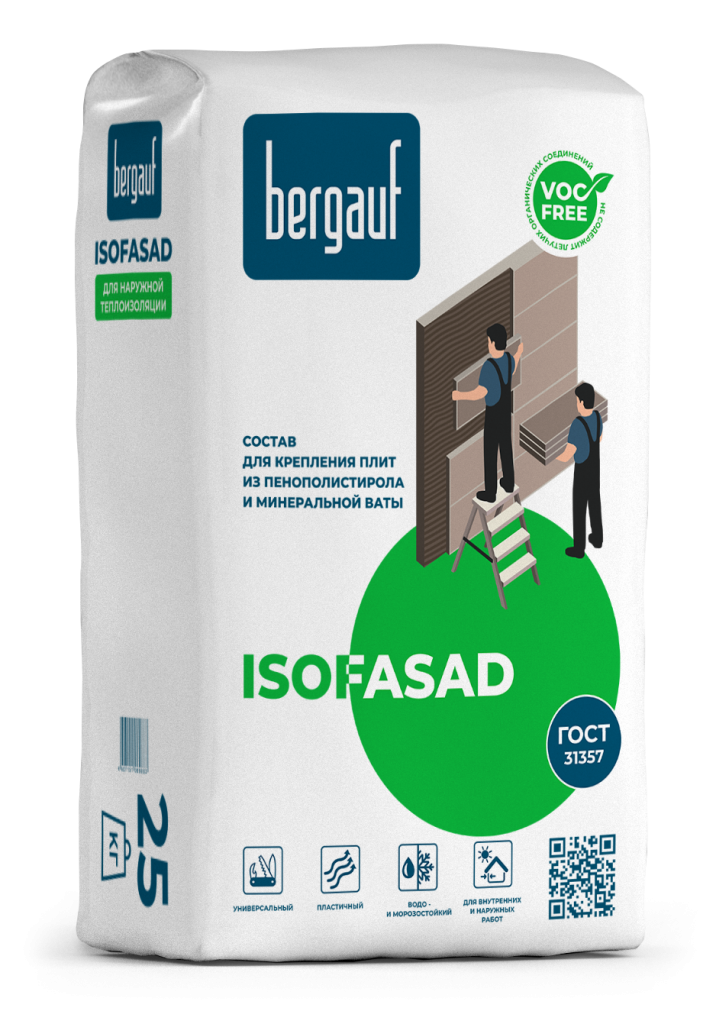 bergauf
ISOFASAD
ДЛЯ НАРУЖНОЙ
ТЕПЛОИЗОЛЯЦИИ
25
КГ
bergauf
НЕ СОДЕРЖИТ ЛЕТУЧИХ ОРГАНИЧЕСКИХ СОЕДИНЕНИЙ
VOC
FREE
СОСТАВ
ДЛЯ КРЕПЛЕНИЯ ПЛИТ
ИЗ ПЕНОПОЛИСТИРОЛА
И МИНЕРАЛЬНОЙ ВАТЫ
ISOFASAD
ГОСТ
31357
УНИВЕРСАЛЬНЫЙ
ПЛАСТИЧНЫЙ
ВОДО -
И МОРОЗОСТОЙКИЙ
ДЛЯ ВНУТРЕННИХ
И НАРУЖНЫХ
РАБОТ